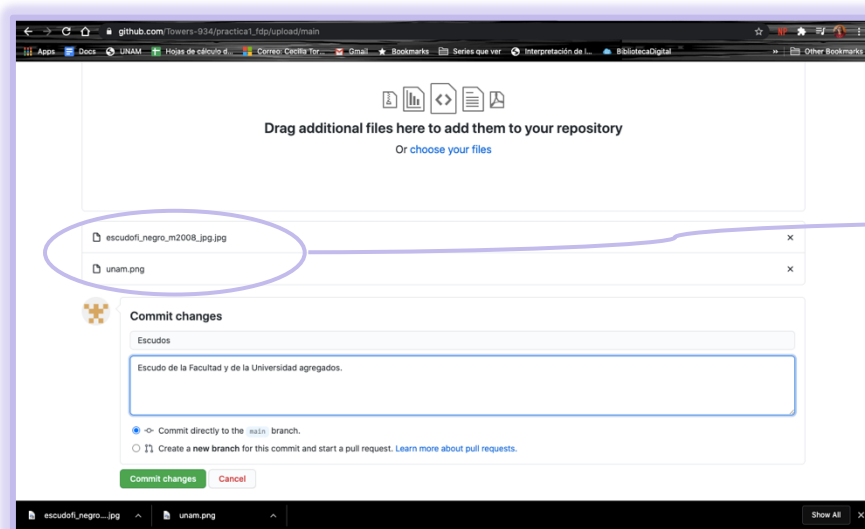 github.com/Towers-934/practica1_fdp/upload/main
Apps Docs UNAM Hojas de cálculo d... Correo: Cecilia Tor... Gmail Bookmarks Series que ver Interpretación de l... BibliotecaDigital » Other Bookmarks
Drag additional files here to add them to your repository
Or choose your files
escudofi_negro_m2008_jpg.jpg
unam.png
Commit changes
Escudos
Escudo de la Facultad y de la Universidad agregados.
Commit directly to the main branch.
Create a new branch for this commit and start a pull request. Learn more about pull requests.
Commit changes Cancel
escudofi_negro....jpg unam.png Show All